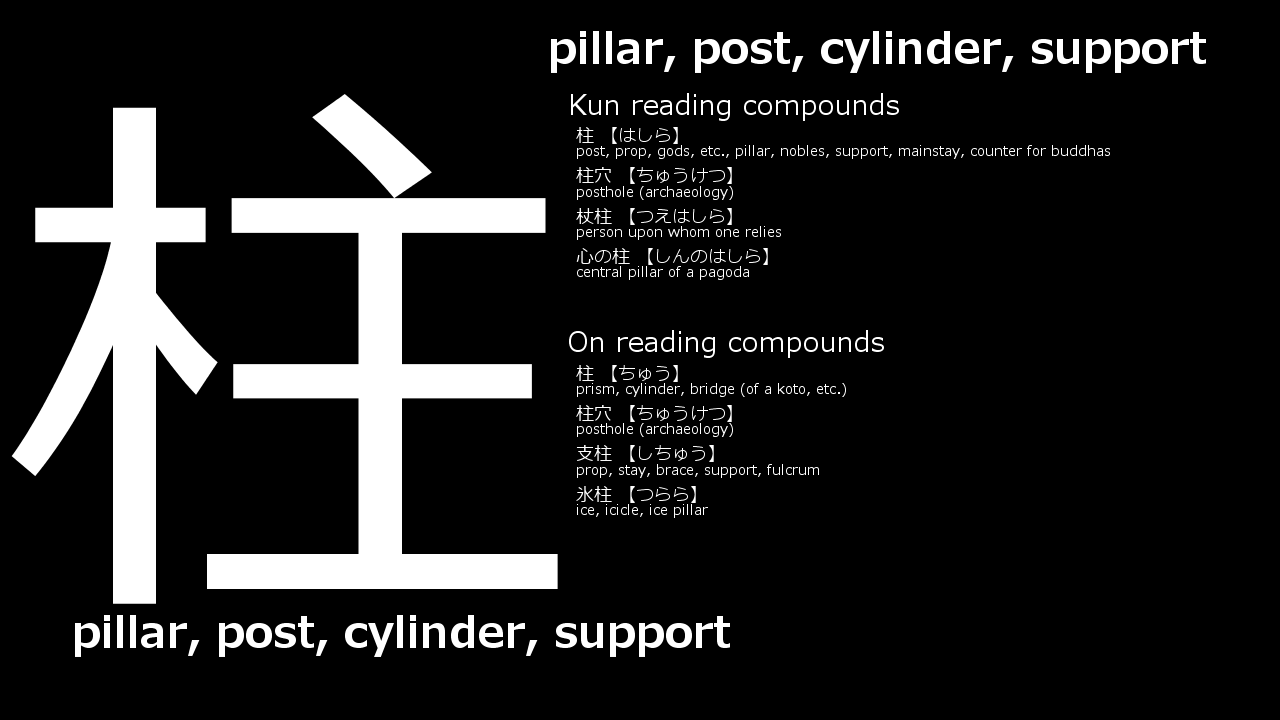 柱
pillar, post, cylinder, support
Kun reading compounds
柱 【はしら】
post, prop, gods, etc., pillar, nobles, support, mainstay, counter for buddhas
柱穴 【ちゅうけつ】
posthole (archaeology)
杖柱 【つえはしら】
person upon whom one relies
心の柱 【しんのはしら】
central pillar of a pagoda
On reading compounds
柱 【ちゅう】
prism, cylinder, bridge (of a koto, etc.)
柱穴 【ちゅうけつ】
posthole (archaeology)
支柱 【しちゅう】
prop, stay, brace, support, fulcrum
氷柱 【つらら】
ice, icicle, ice pillar
pillar, post, cylinder, support